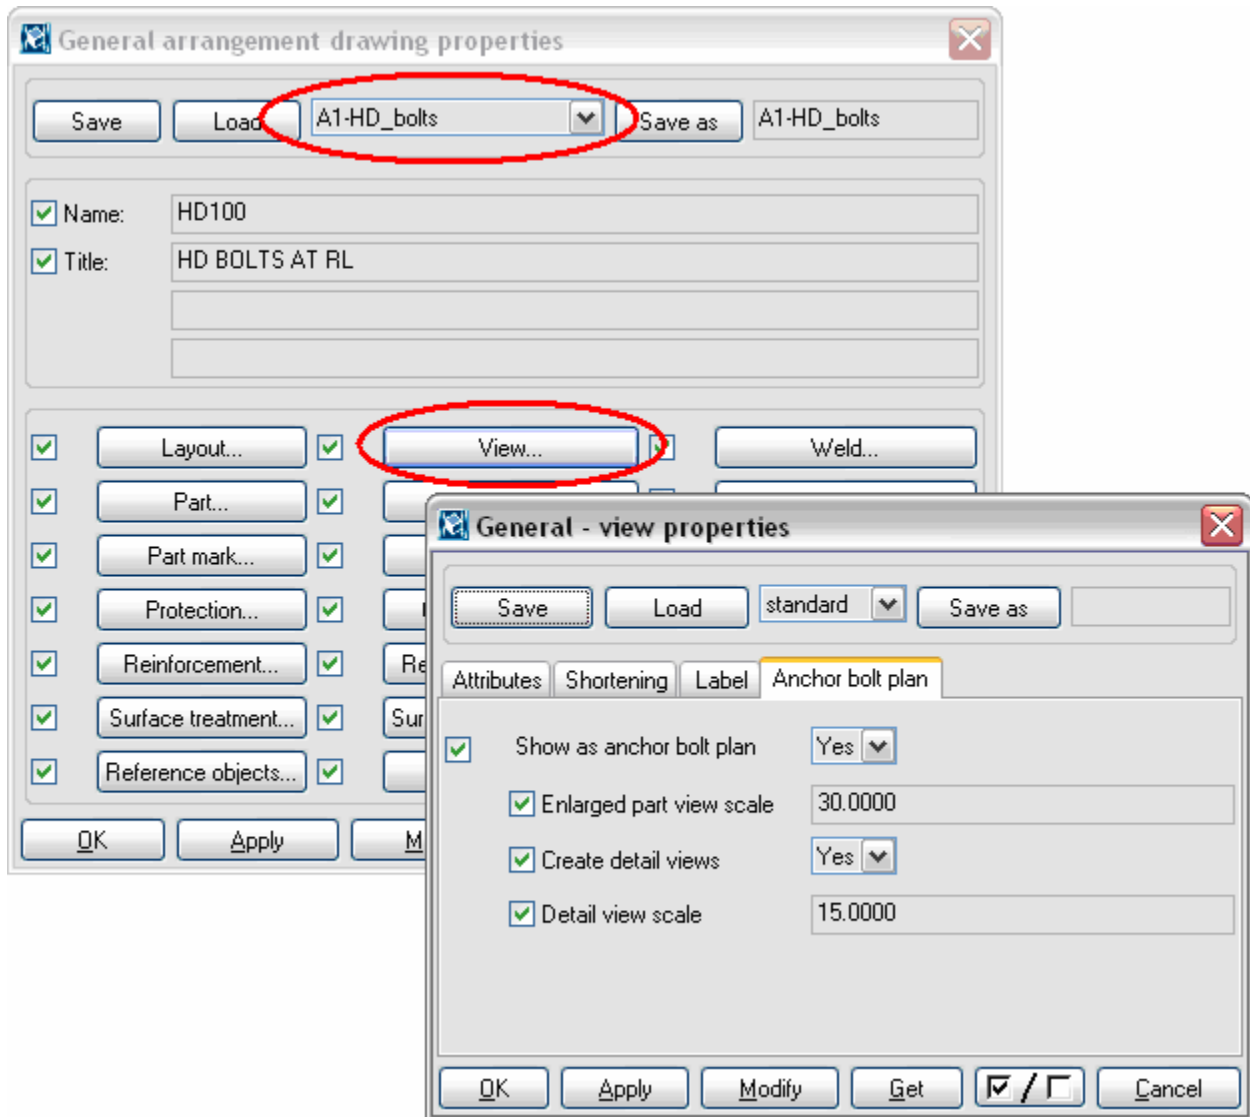 General arrangement drawing properties
Save Load A1-HD_bolts Save as A1-HD_bolts
Name: HD100
Title: HD BOLTS AT RL
Layout... View... Weld...
Part...
Part mark...
Protection...
Reinforcement... Re
Surface treatment... Sur
Reference objects...
OK Apply M
General - view properties
Save Load standard Save as
Attributes Shortening Label Anchor bolt plan
Show as anchor bolt plan Yes
Enlarged part view scale 30.0000
Create detail views Yes
Detail view scale 15.0000
OK Apply Modify Get / Cancel